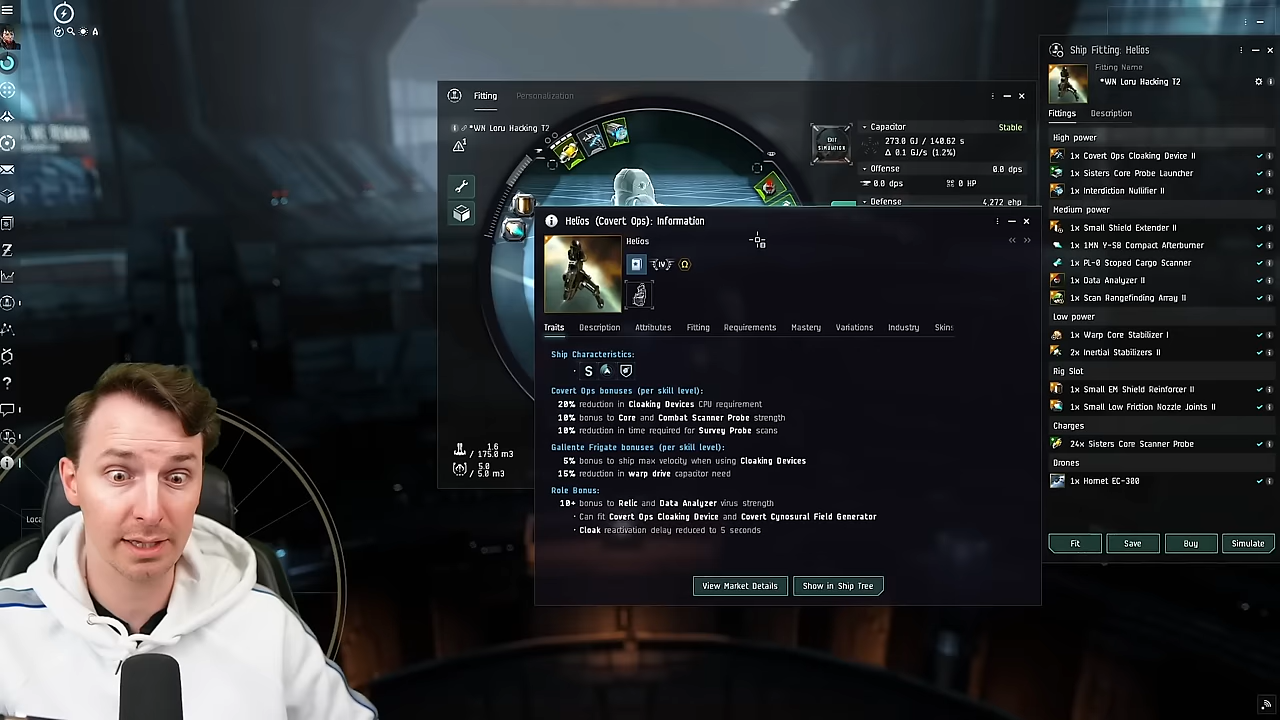 Fitting
Personalization
*WN Loru Hacking T2
EXIT
SIMULATION
Capacitor
Stable
273.0 GJ / 140.62 s
Δ 0.1 GJ/s (1.2%)
Offense
0.0 dps
0.0 dps
0 HP
Defense
4,272 ehp
1.6
/ 175.0 m3
5.0
/ 5.0 m3
Helios (Covert Ops): Information
Helios
IV
Traits
Description
Attributes
Fitting
Requirements
Mastery
Variations
Industry
Skins
Ship Characteristics:
S
Covert Ops bonuses (per skill level):
20% reduction in Cloaking Devices CPU requirement
10% bonus to Core and Combat Scanner Probe strength
10% reduction in time required for Survey Probe scans
Gallente Frigate bonuses (per skill level):
5% bonus to ship max velocity when using Cloaking Devices
15% reduction in warp drive capacitor need
Role Bonus:
10+ bonus to Relic and Data Analyzer virus strength
· Can fit Covert Ops Cloaking Device and Covert Cynosural Field Generator
· Cloak reactivation delay reduced to 5 seconds
View Market Details
Show in Ship Tree
Ship Fitting: Helios
Fitting Name
*WN Loru Hacking T2
Fittings
Description
High power
1x Covert Ops Cloaking Device II
1x Sisters Core Probe Launcher
1x Interdiction Nullifier II
Medium power
1x Small Shield Extender II
1x 1MN Y-S8 Compact Afterburner
1x PL-0 Scoped Cargo Scanner
1x Data Analyzer II
1x Scan Rangefinding Array II
Low power
1x Warp Core Stabilizer I
2x Inertial Stabilizers II
Rig Slot
1x Small EM Shield Reinforcer II
1x Small Low Friction Nozzle Joints II
Charges
24x Sisters Core Scanner Probe
Drones
1x Hornet EC-300
Fit
Save
Buy
Simulate
Loca